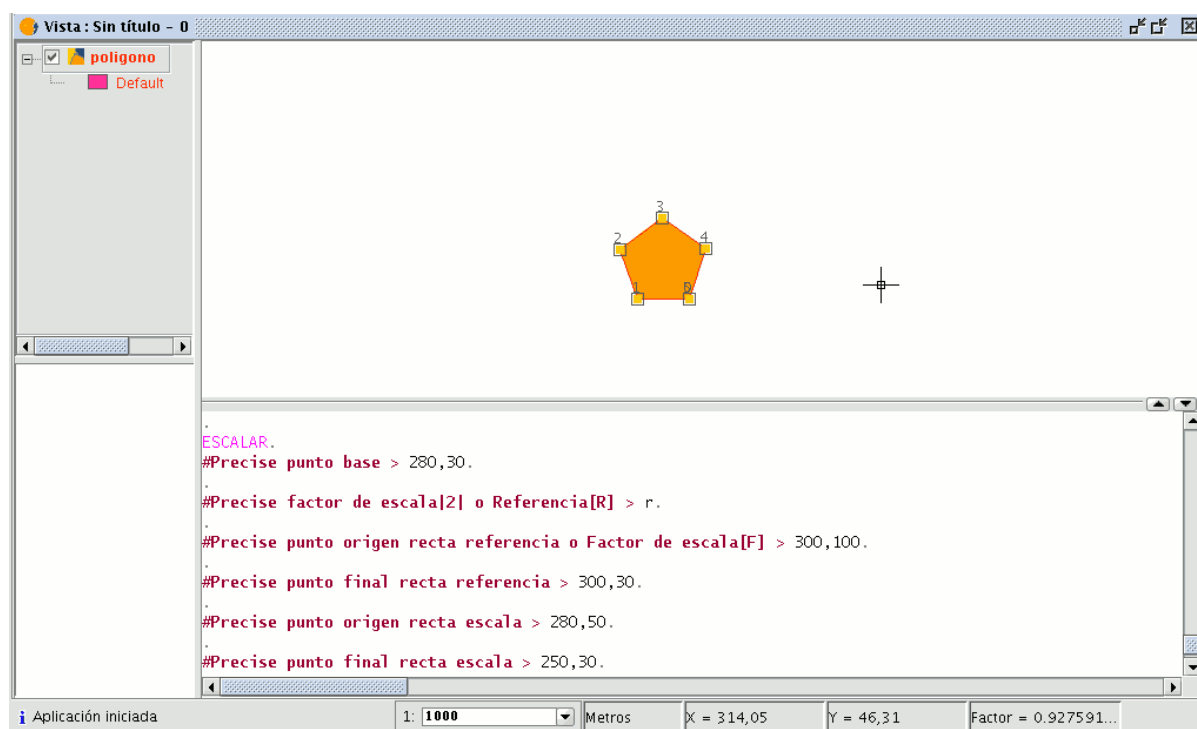 Vista : Sin título - 0
poligono
Default
3
2
4
1
.
ESCALAR.
#Precise punto base > 280,30.
.
#Precise factor de escala|2| o Referencia[R] > r.
.
#Precise punto origen recta referencia o Factor de escala[F] > 300,100.
.
#Precise punto final recta referencia > 300,30.
.
#Precise punto origen recta escala > 280,50.
.
#Precise punto final recta escala > 250,30.
Aplicación iniciada
1: 1000
Metros
X = 314,05
Y = 46,31
Factor = 0.927591...